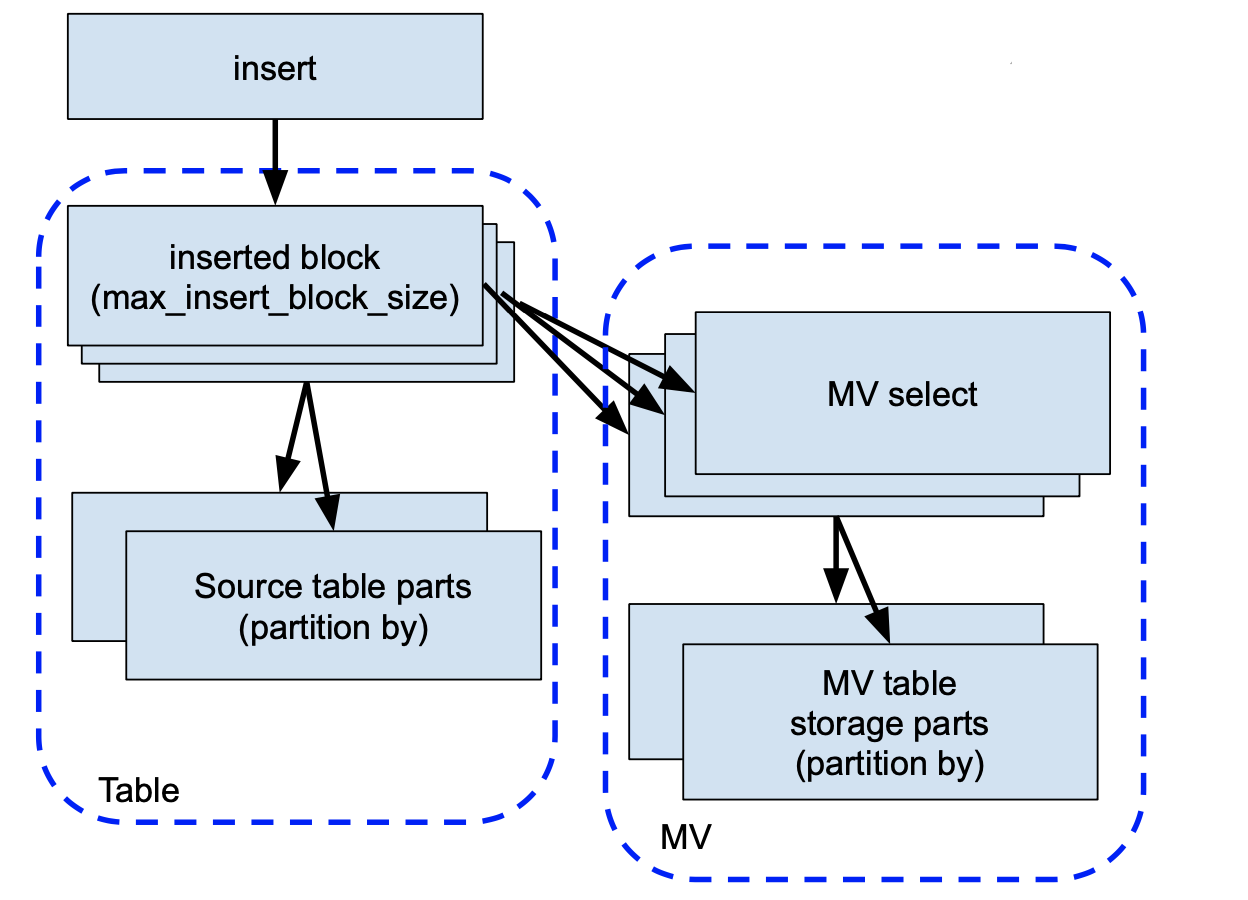 insert
inserted block
(max_insert_block_size)
MV select
Source table parts
(partition by)
MV table
storage parts
(partition by)
Table
MV